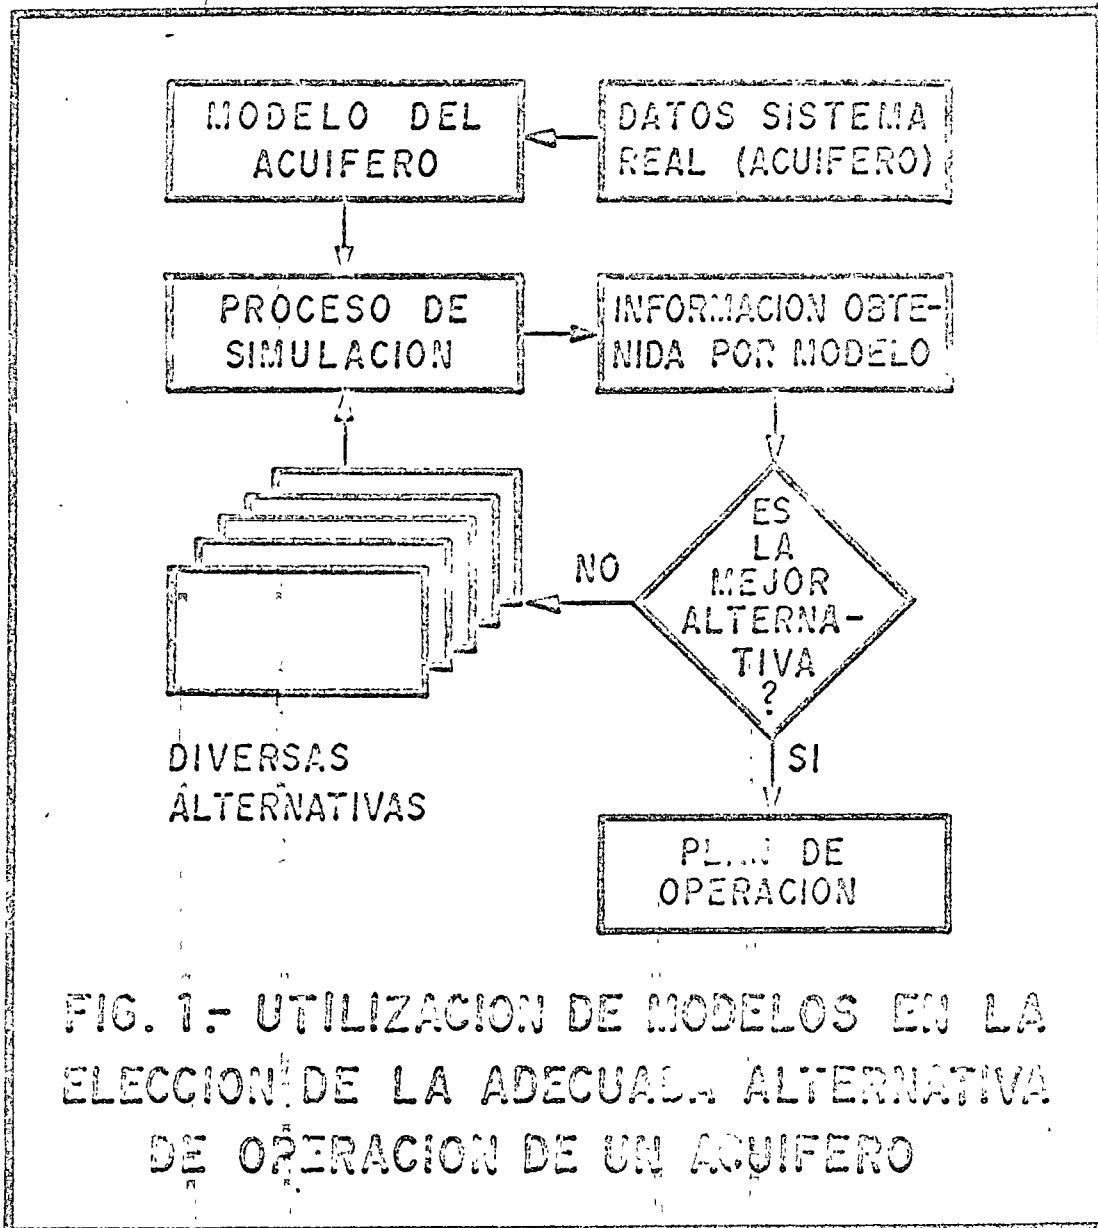 MODELO DEL
ACUIFERO
DATOS SISTEMA
REAL (ACUIFERO)
PROCESO DE
SIMULACION
INFORMACION OBTE-
NIDA POR MODELO
ES
LA
MEJOR
ALTERNA-
TIVA
?
NO
SI
DIVERSAS
ALTERNATIVAS
PLAN DE
OPERACION
FIG. 1.- UTILIZACION DE MODELOS EN LA
ELECCION DE LA ADECUADA ALTERNATIVA
DE OPERACION DE UN ACUIFERO